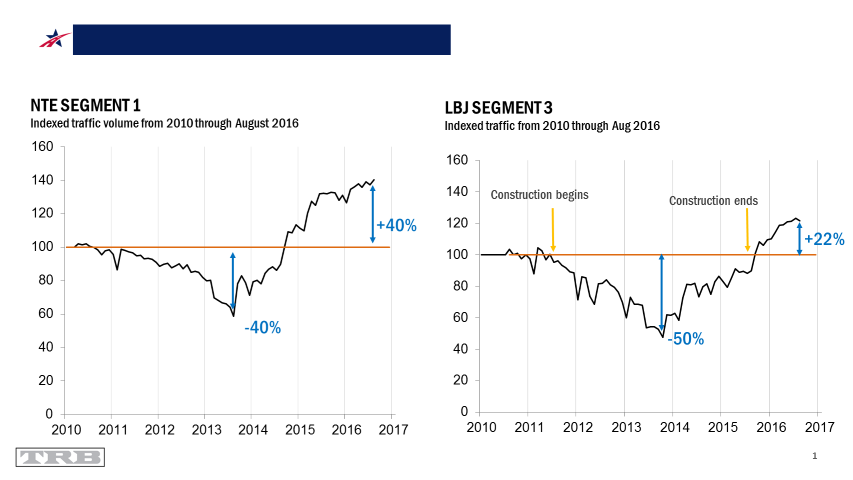 NTE SEGMENT 1
Indexed traffic volume from 2010 through August 2016
160
140
120
100
80
60
40
20
0
+40%
-40%
2010 2011 2012 2013 2014 2015 2016 2017
LBJ SEGMENT 3
Indexed traffic from 2010 through Aug 2016
160
140
120
100
80
60
40
20
0
Construction begins
Construction ends
+22%
-50%
2010 2011 2012 2013 2014 2015 2016 2017
TRB
1